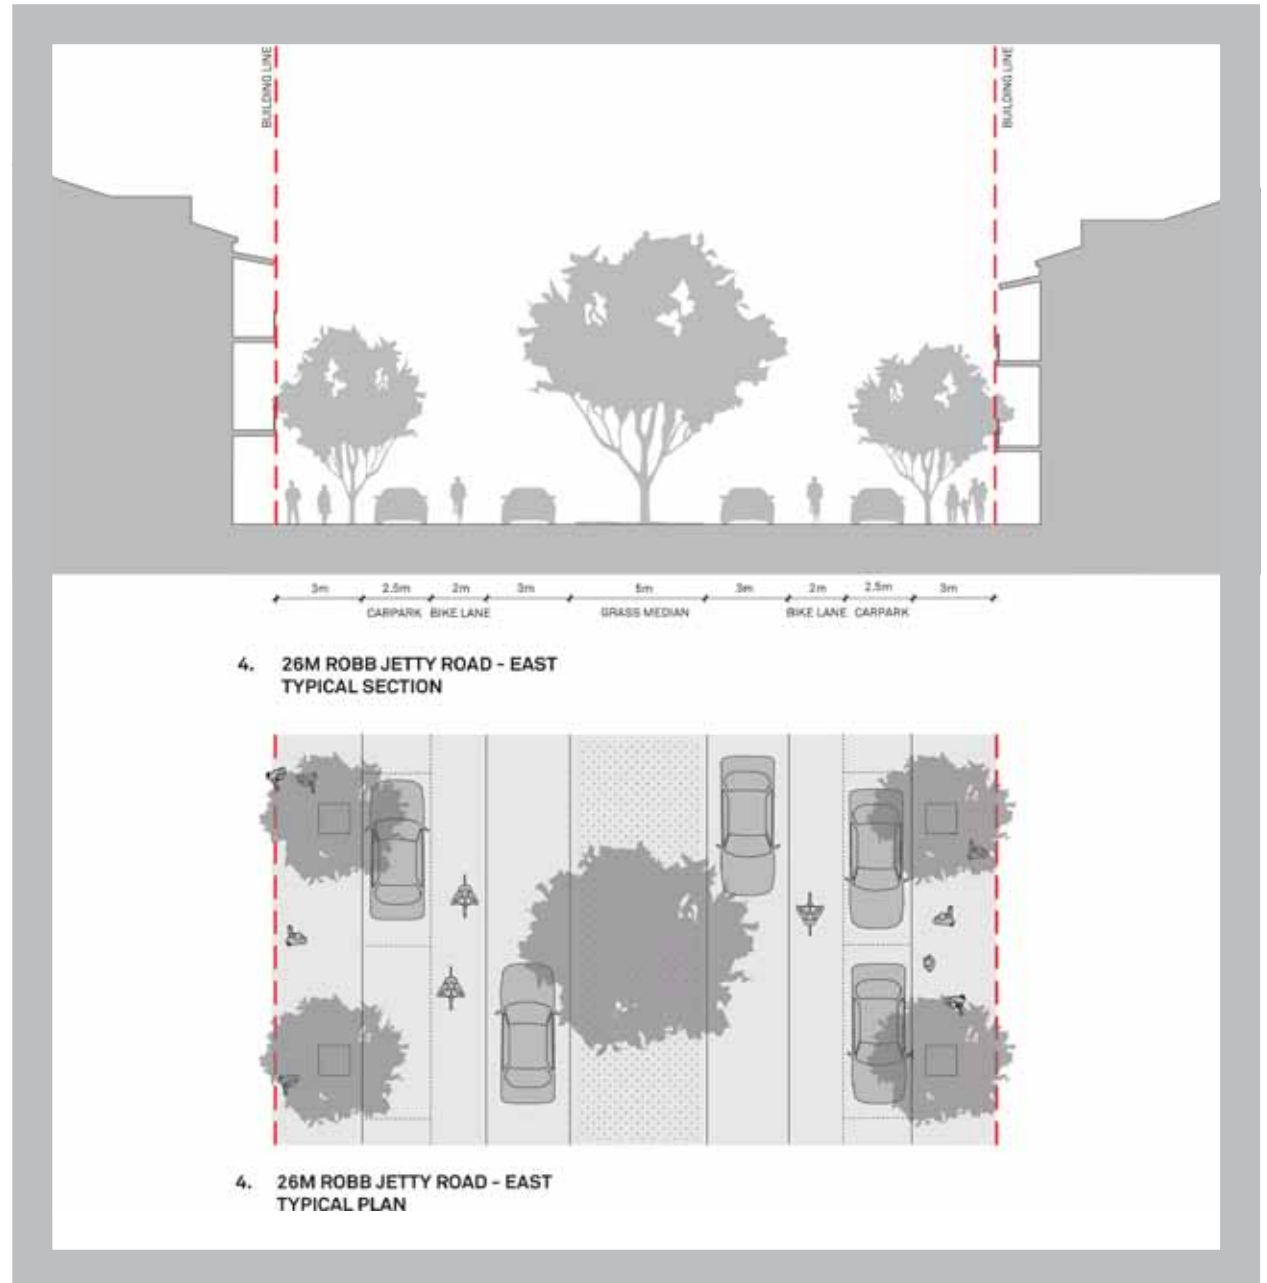 BUILDING LINE
BUILDING LINE
3m 2.5m 2m 3m 5m 3m 2m 2.5m 3m
CARPARK BIKE LANE GRASS MEDIAN BIKE LANE CARPARK
4. 26M ROBB JETTY ROAD - EAST
TYPICAL SECTION
4. 26M ROBB JETTY ROAD - EAST
TYPICAL PLAN